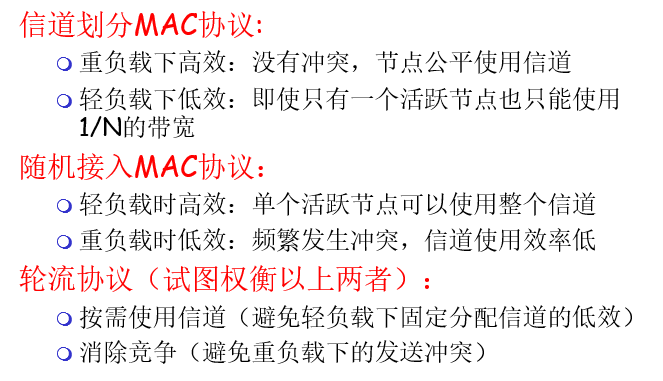 信道划分MAC协议:
重负载下高效：没有冲突，节点公平使用信道
轻负载下低效：即使只有一个活跃节点也只能使用
1/N的带宽
随机接入MAC协议：
轻负载时高效：单个活跃节点可以使用整个信道
重负载时低效：频繁发生冲突，信道使用效率低
轮流协议（试图权衡以上两者）：
按需使用信道（避免轻负载下固定分配信道的低效）
消除竞争（避免重负载下的发送冲突）